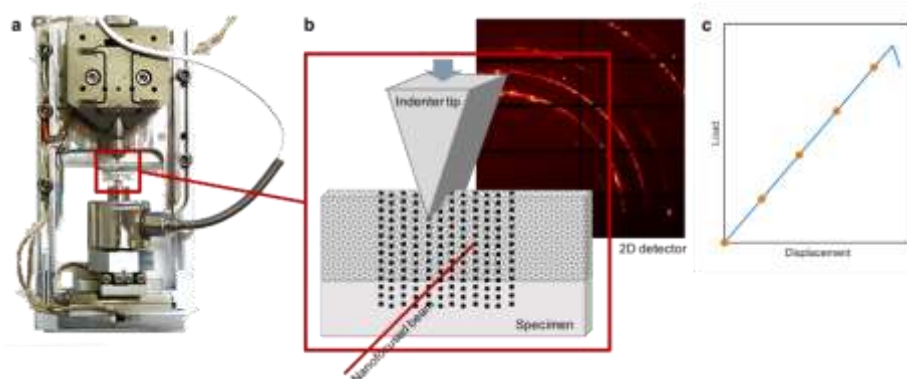 a
b
Indenter tip
2D detector
Specimen
Nanofocused beam
c
Load
Displacement